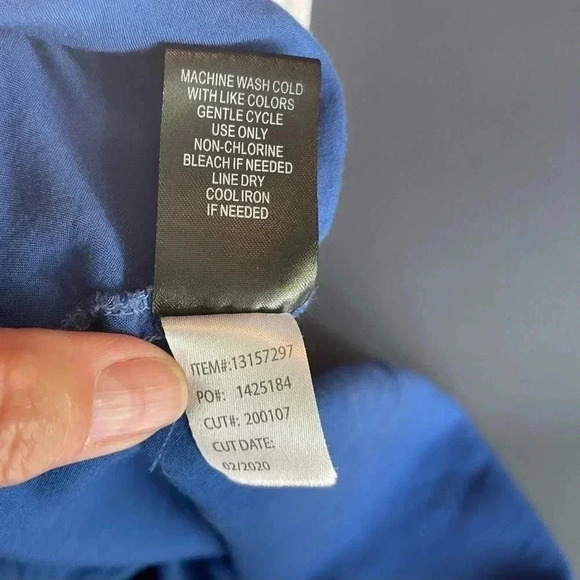 MACHINE WASH COLD
WITH LIKE COLORS
GENTLE CYCLE
USE ONLY
NON-CHLORINE
BLEACH IF NEEDED
LINE DRY
COOL IRON
IF NEEDED
ITEM#:13157297
PO#: 1425184
CUT#: 200107
CUT DATE:
02/2020